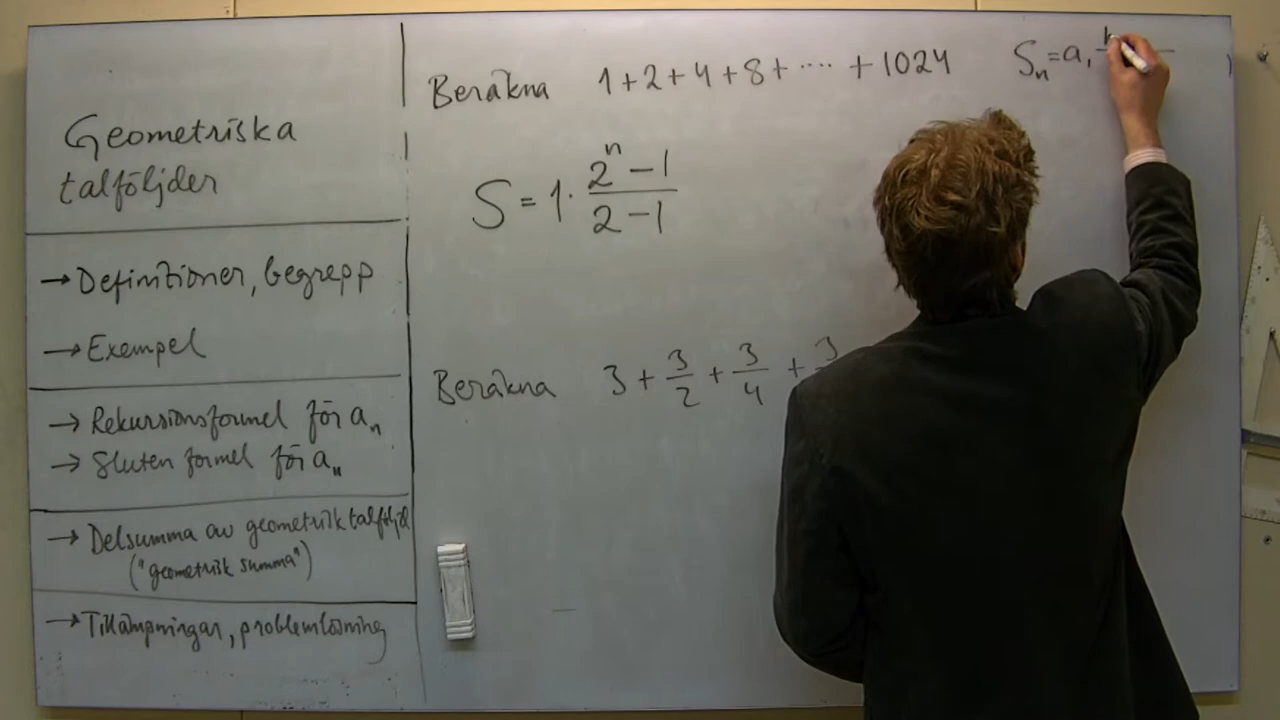 Geometriska
talföljder
→ Definitioner, begrepp
→ Exempel
→ Rekursionsformel för aₙ
→ Sluten formel för aₙ
→ Delsumma av geometrisk talföljd
("geometrisk summa")
→ Tillämpningar, problemlösning
Beräkna 1+2+4+8+.... +1024
Sₙ=a₁
S = 1 · (2ⁿ - 1)/(2 - 1)
Beräkna 3 + 3/2 + 3/4 + 3